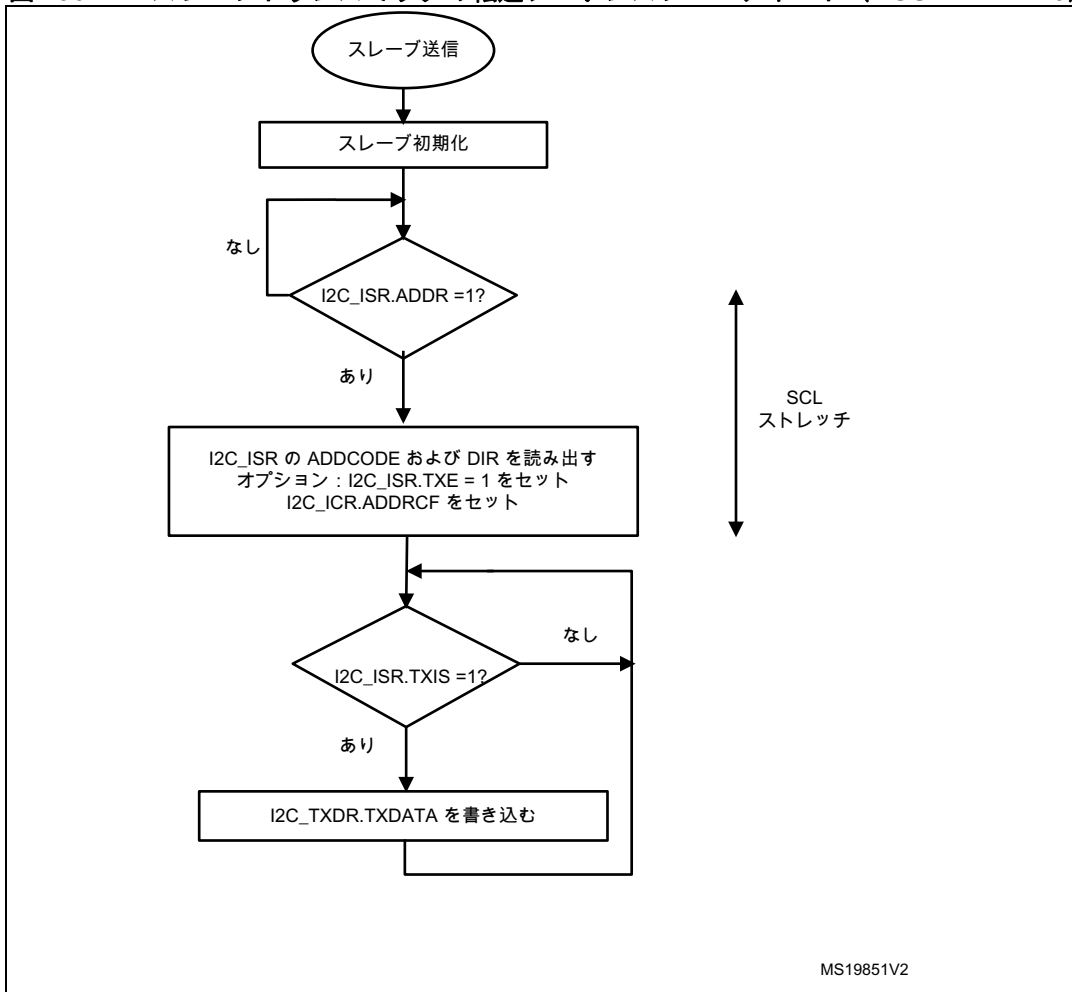 スレーブ送信
スレーブ初期化
なし
I2C_ISR.ADDR =1?
あり
SCL
ストレッチ
I2C_ISR の ADDCODE および DIR を読み出す
オプション：I2C_ISR.TXE = 1 をセット
I2C_ICR.ADDRCF をセット
なし
I2C_ISR.TXIS =1?
あり
I2C_TXDR.TXDATA を書き込む
MS19851V2